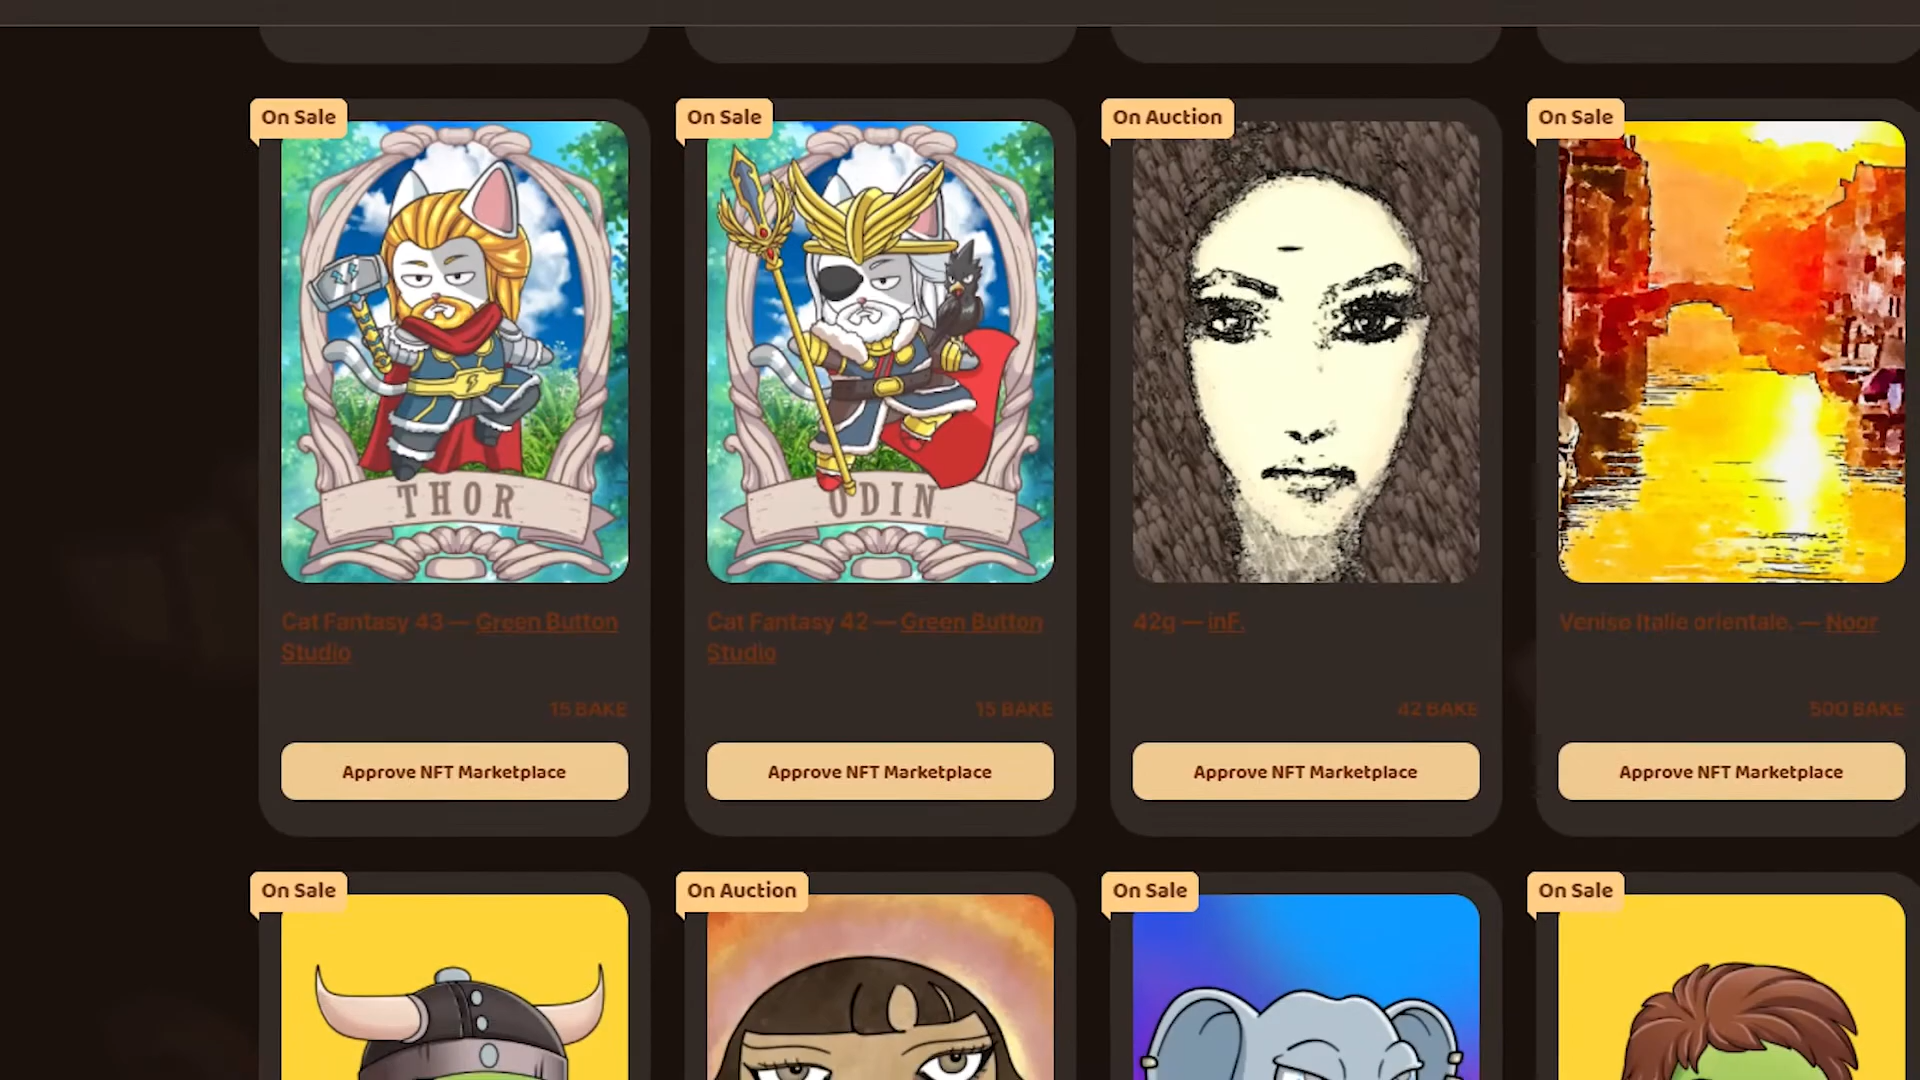 On Sale
On Sale
On Auction
On Sale
THOR
ODIN
Cat Fantasy 43 — Green Button
Studio
Cat Fantasy 42 — Green Button
Studio
42g — inF.
Venise Italie orientale. — Noor
15 BAKE
15 BAKE
42 BAKE
500 BAKE
Approve NFT Marketplace
Approve NFT Marketplace
Approve NFT Marketplace
Approve NFT Marketplace
On Sale
On Auction
On Sale
On Sale